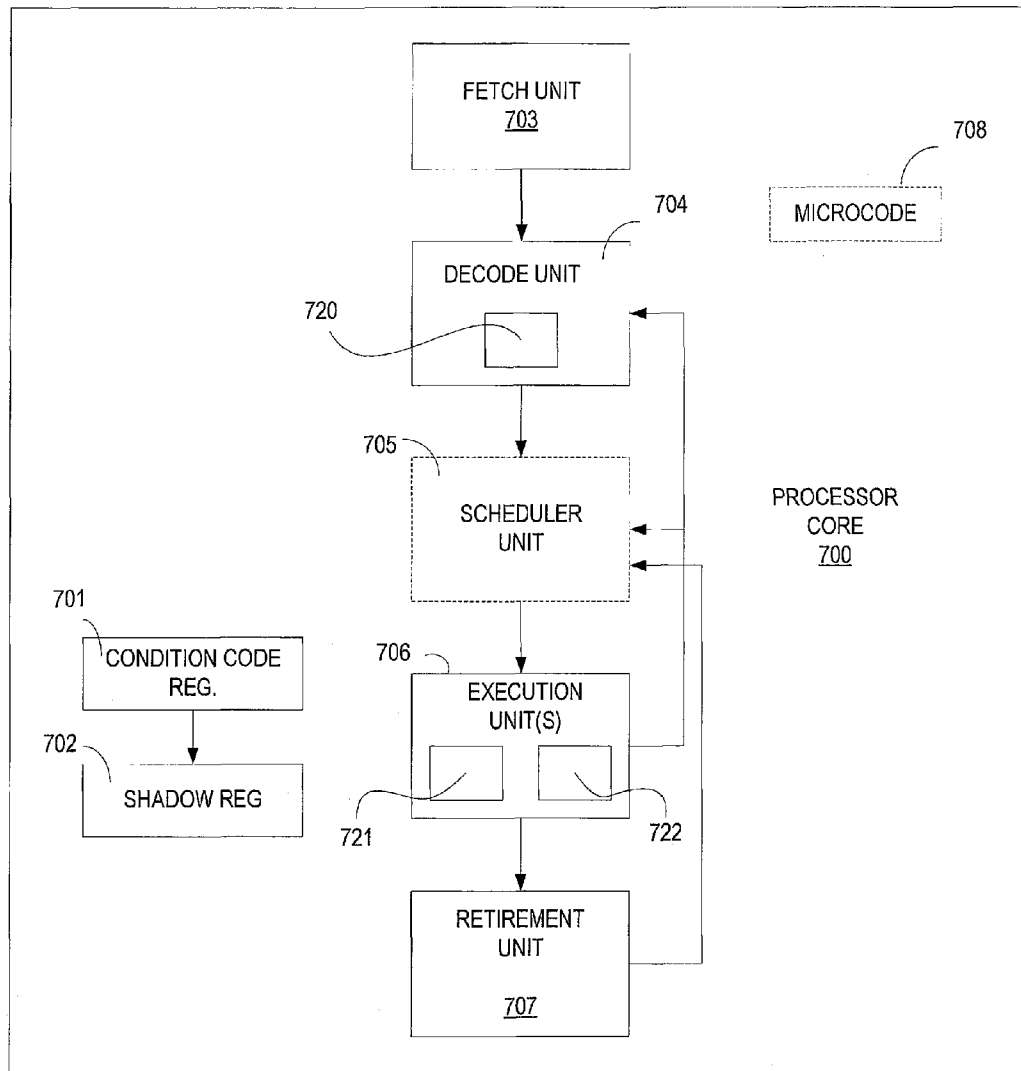 FETCH UNIT
703
708
MICROCODE
704
DECODE UNIT
720
705
SCHEDULER
UNIT
PROCESSOR
CORE
700
701
CONDITION CODE
REG.
702
SHADOW REG
706
EXECUTION
UNIT(S)
721
722
RETIREMENT
UNIT
707